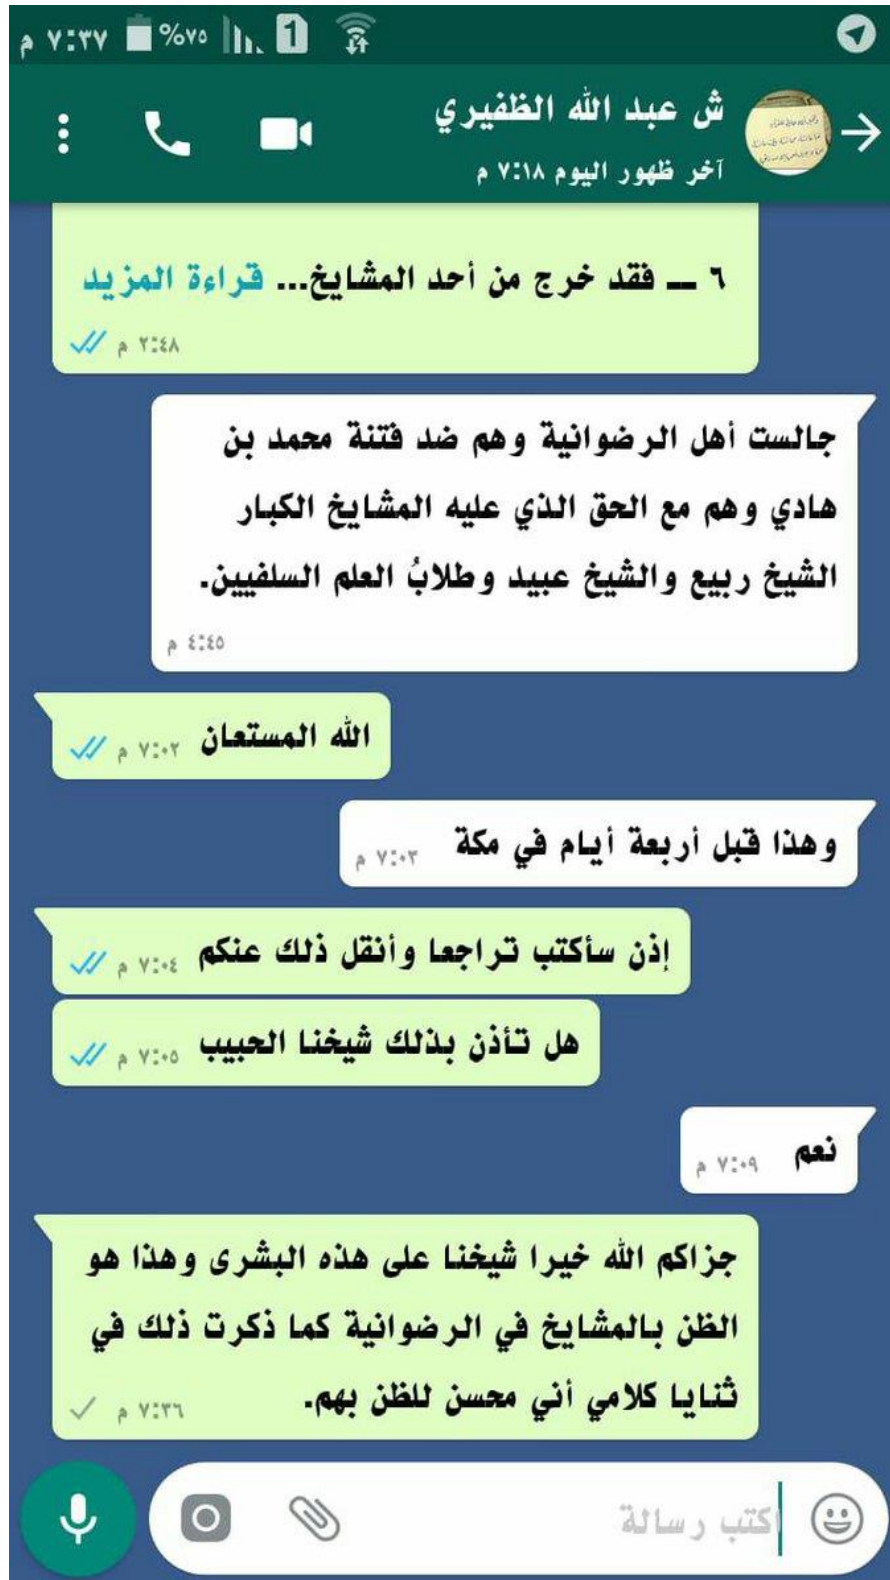 ٧:٣٧ م %٧٥ 1
ش عبد الله الظفيري
آخر ظهور اليوم ٧:١٨ م
٦ ــ فقد خرج من أحد المشايخ... قراءة المزيد
٢:٤٨ م
جالست أهل الرضوانية وهم ضد فتنة محمد بن
هادي وهم مع الحق الذي عليه المشايخ الكبار
الشيخ ربيع والشيخ عبيد وطلابُ العلم السلفيين.
٤:٤٥ م
الله المستعان ٧:٠٢ م
وهذا قبل أربعة أيام في مكة ٧:٠٣ م
إذن سأكتب تراجعا وأنقل ذلك عنكم ٧:٠٤ م
هل تأذن بذلك شيخنا الحبيب ٧:٠٥ م
نعم ٧:٠٩ م
جزاكم الله خيرا شيخنا على هذه البشرى وهذا هو
الظن بالمشايخ في الرضوانية كما ذكرت ذلك في
ثنايا كلامي أني محسن للظن بهم. ٧:٣٦ م
اكتب رسالة